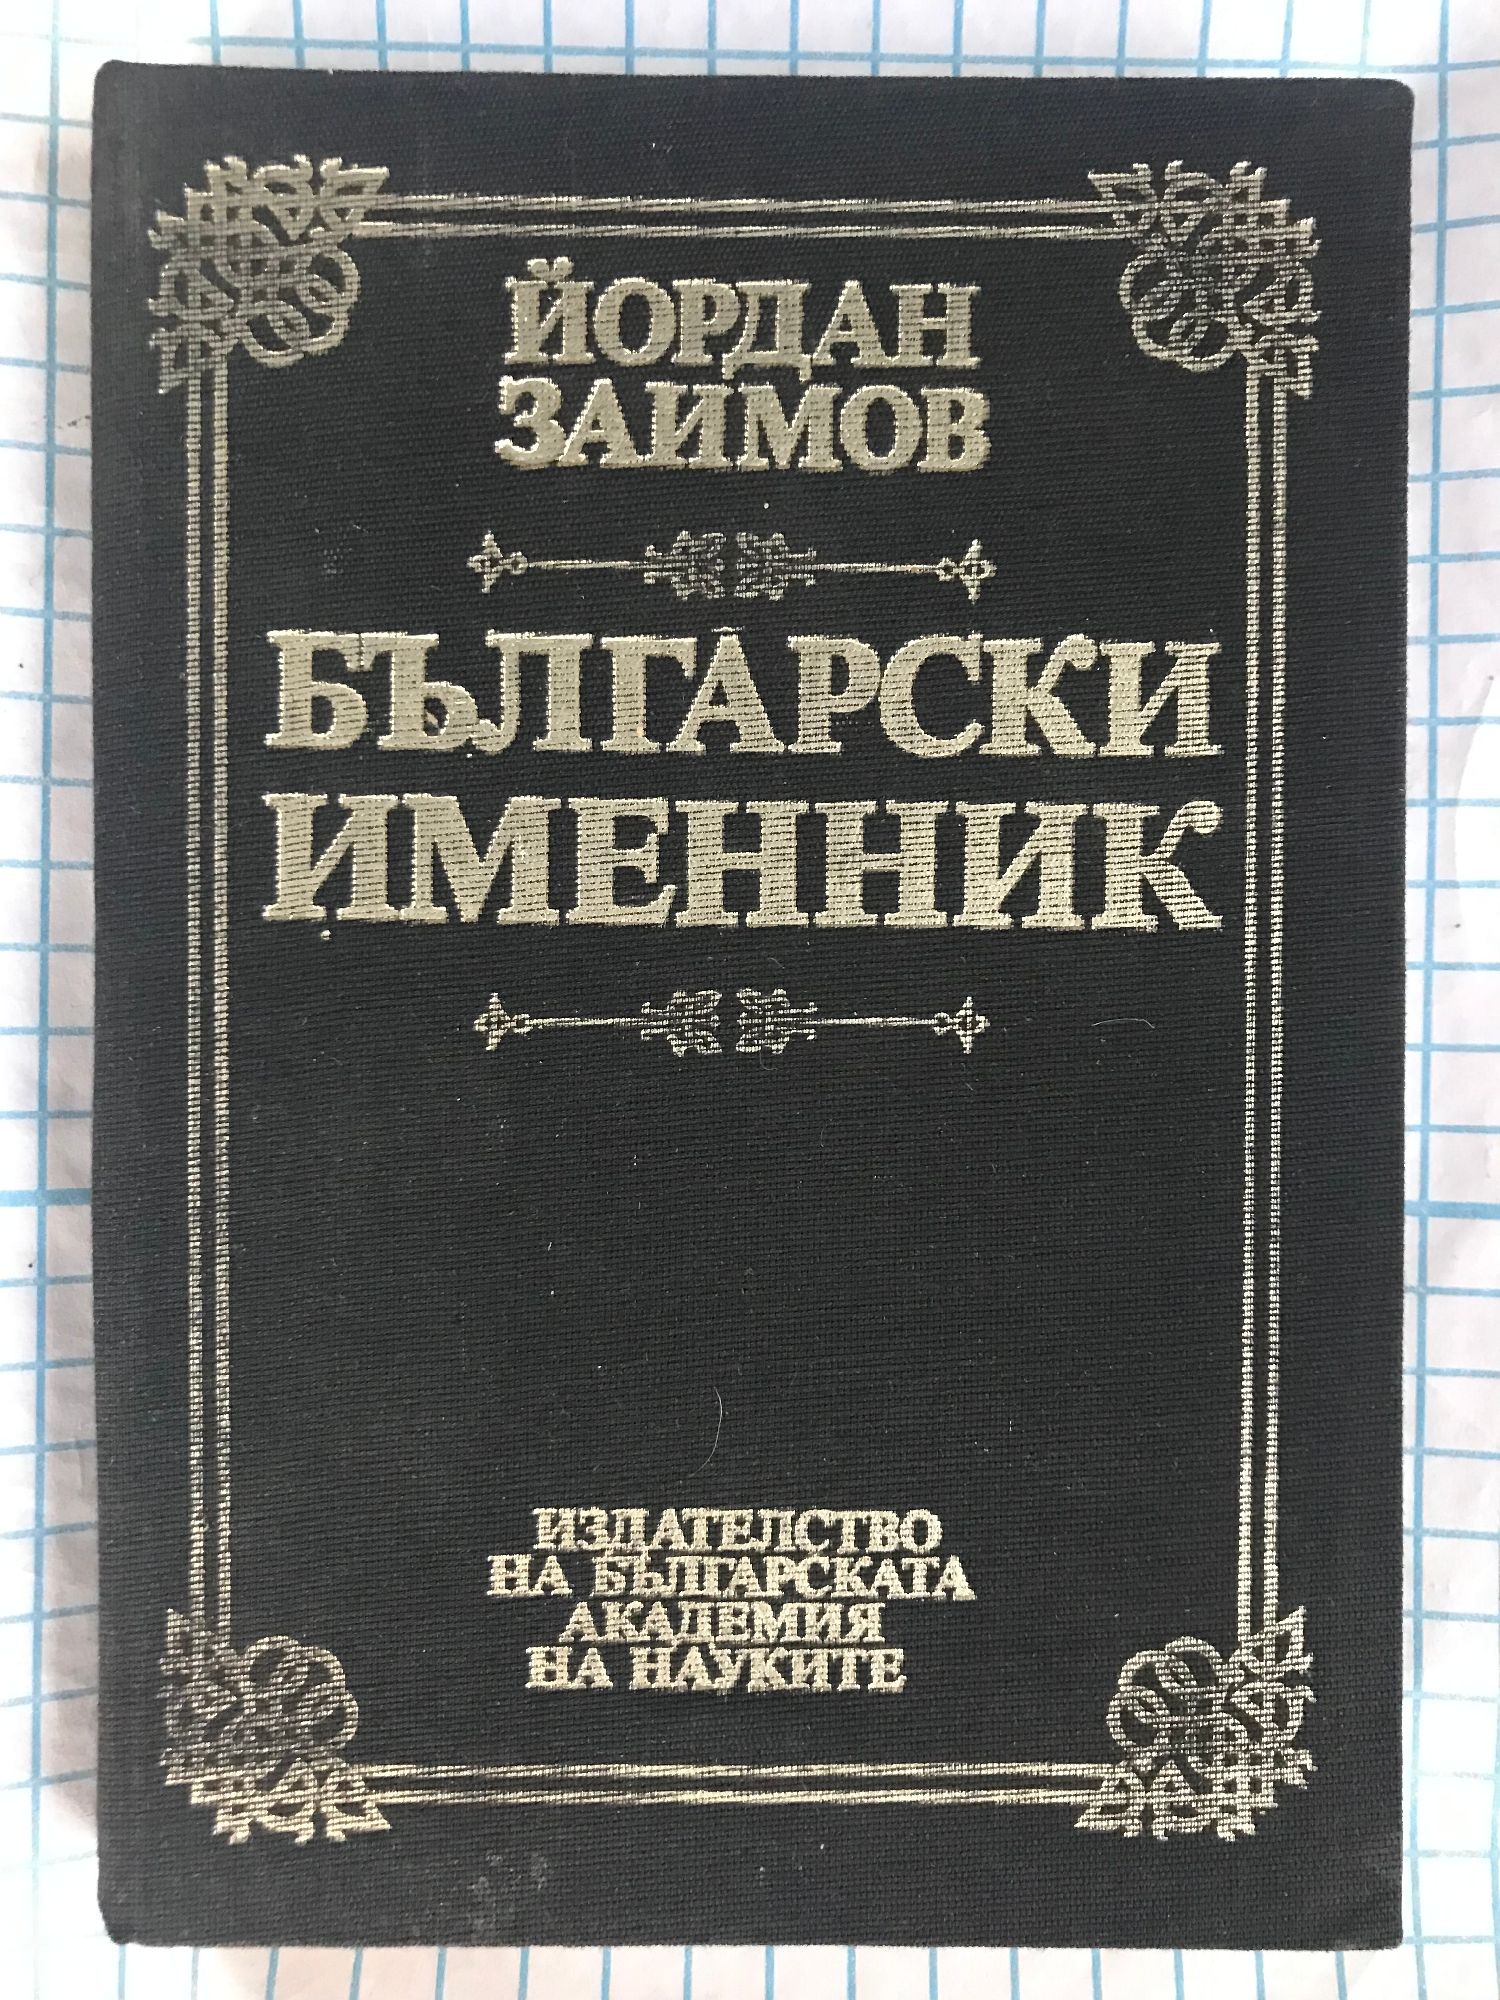 ЙОРДАН
ЗАИМОВ
БЪЛГАРСКИ
ИМЕННИК
ИЗДАТЕЛСТВО
НА БЪЛГАРСКАТА
АКАДЕМИЯ
НА НАУКИТЕ